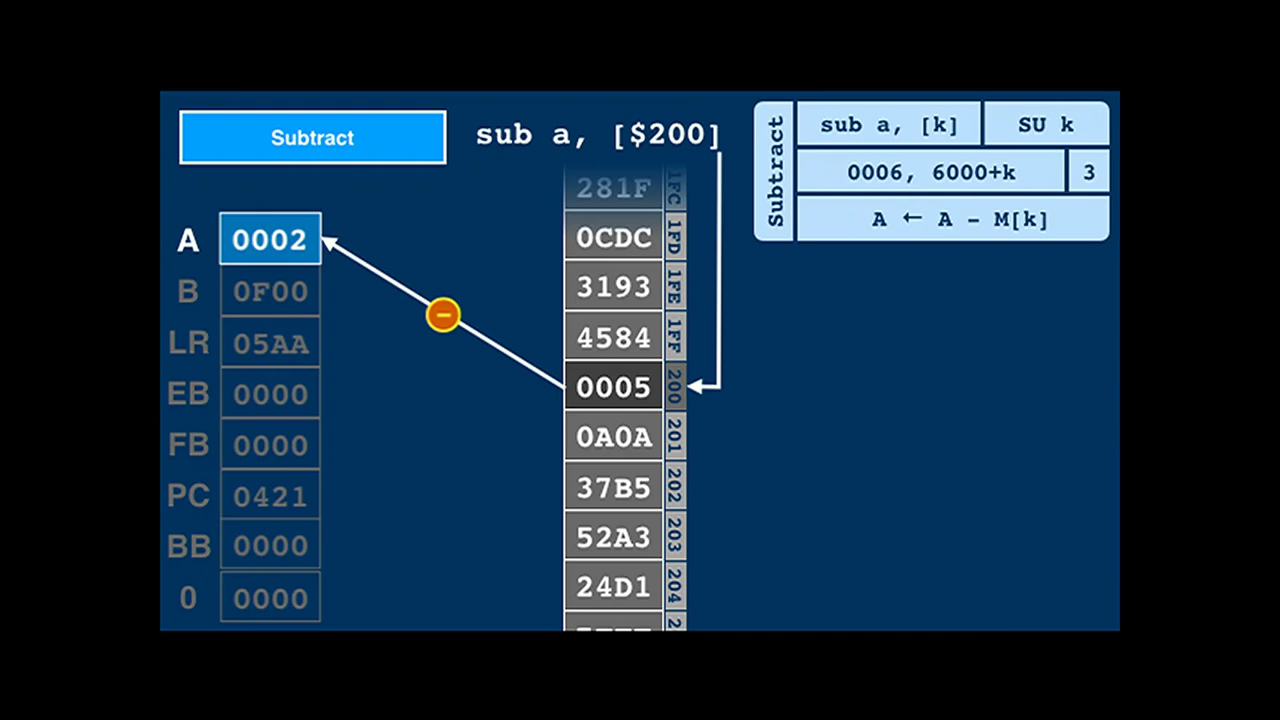 Subtract
sub a, [$200]
Subtract
sub a, [k]
SU k
0006, 6000+k
3
A ← A - M[k]
A 0002
B 0F00
LR 05AA
EB 0000
FB 0000
PC 0421
BB 0000
0 0000
281F 1FC
0CDC 1FD
3193 1FE
4584 1FF
0005 200
0A0A 201
37B5 202
52A3 203
24D1 204